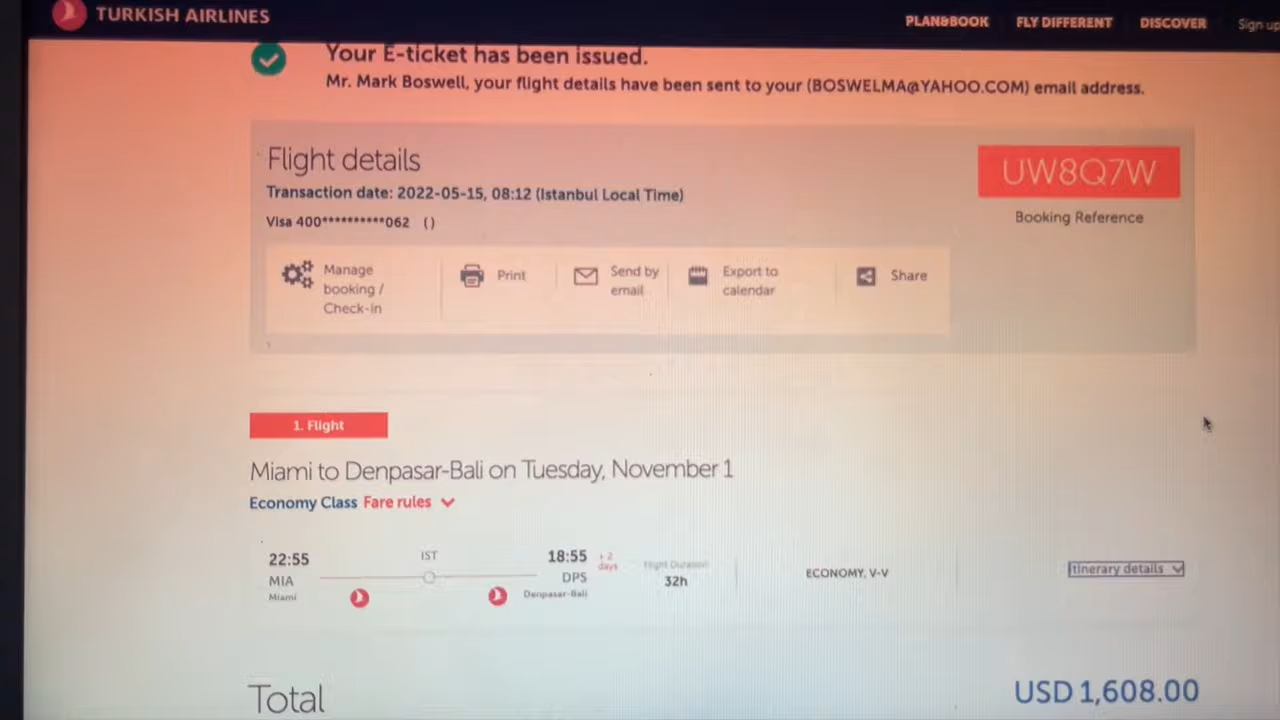 TURKISH AIRLINES
PLAN&BOOK FLY DIFFERENT DISCOVER Sign up
Your E-ticket has been issued.
Mr. Mark Boswell, your flight details have been sent to your (BOSWELMA@YAHOO.COM) email address.
Flight details
UW8Q7W
Transaction date: 2022-05-15, 08:12 (Istanbul Local Time)
Booking Reference
Visa 400**********062 ()
Manage booking / Check-in
Print
Send by email
Export to calendar
Share
1. Flight
Miami to Denpasar-Bali on Tuesday, November 1
Economy Class Fare rules
22:55 IST 18:55 +2 days Flight Duration
MIA DPS 32h ECONOMY, V-V Itinerary details
Miami Denpasar-Bali
Total USD 1,608.00